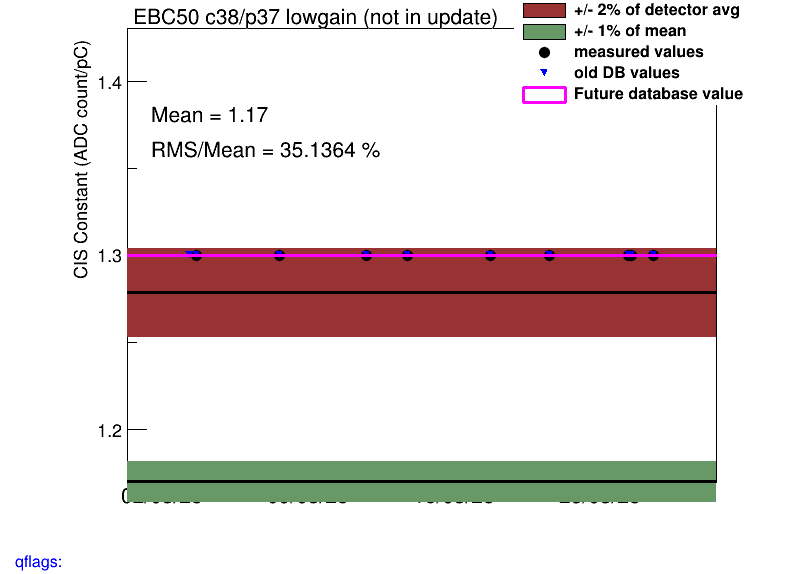 EBC50 c38/p37 lowgain (not in update)
+/- 2% of detector avg
+/- 1% of mean
measured values
old DB values
Future database value
CIS Constant (ADC count/pC)
1.4
Mean = 1.17
RMS/Mean = 35.1364 %
1.3
1.2
qflags: